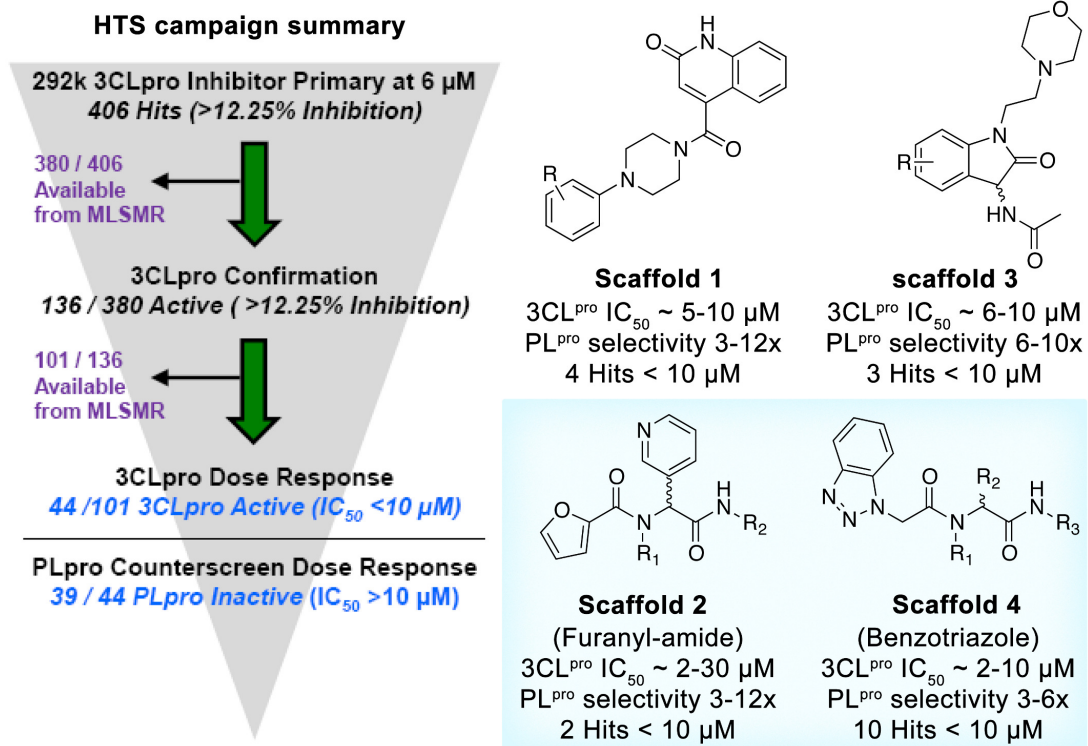 HTS campaign summary
292k 3CLpro Inhibitor Primary at 6 µM
406 Hits (>12.25% Inhibition)
380 / 406
Available
from MLSMR
3CLpro Confirmation
136 / 380 Active ( >12.25% Inhibition)
101 / 136
Available
from MLSMR
3CLpro Dose Response
44 /101 3CLpro Active (IC50 <10 µM)
PLpro Counterscreen Dose Response
39 / 44 PLpro Inactive (IC50 >10 µM)
H
N
O
N
O
N
R
Scaffold 1
3CLpro IC50 ~ 5-10 µM
PLpro selectivity 3-12x
4 Hits < 10 µM
O
N
N
O
R
HN
O
scaffold 3
3CLpro IC50 ~ 6-10 µM
PLpro selectivity 6-10x
3 Hits < 10 µM
N
O
H
N
O
N
R2
R1
O
Scaffold 2
(Furanyl-amide)
3CLpro IC50 ~ 2-30 µM
PLpro selectivity 3-12x
2 Hits < 10 µM
N
N
N
O
R2
H
N
N
R3
R1
O
Scaffold 4
(Benzotriazole)
3CLpro IC50 ~ 2-10 µM
PLpro selectivity 3-6x
10 Hits < 10 µM